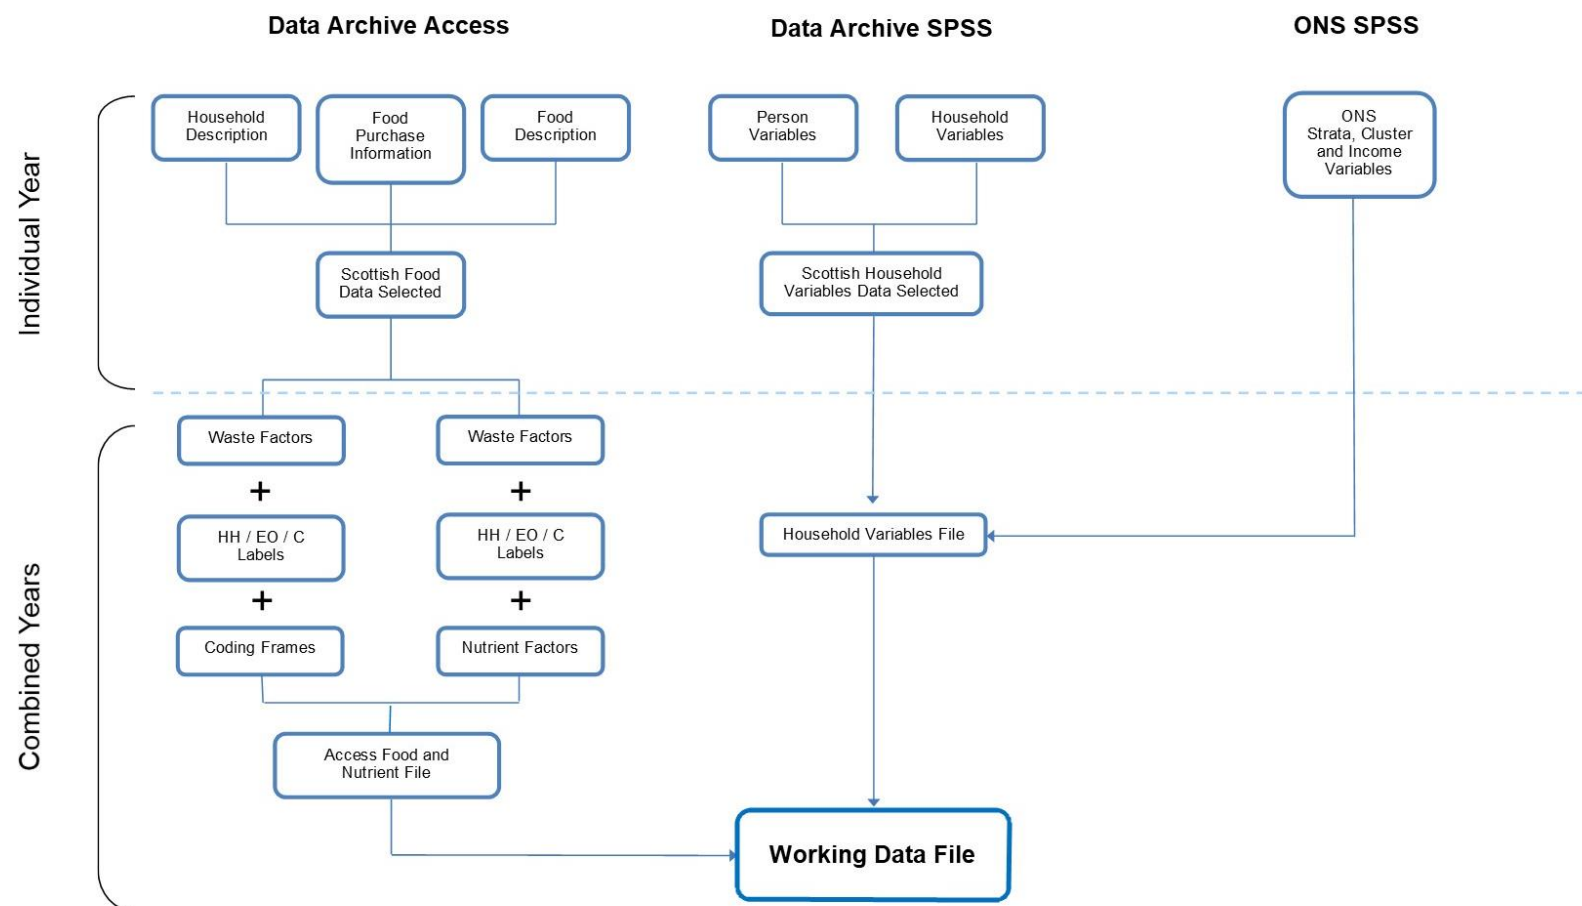 Data Archive Access
Data Archive SPSS
ONS SPSS
Individual Year
Household
Description
Food
Purchase
Information
Food
Description
Person
Variables
Household
Variables
ONS
Strata, Cluster
and Income
Variables
Scottish Food
Data Selected
Scottish Household
Variables Data Selected
Combined Years
Waste Factors
Waste Factors
+
+
HH / EO / C
Labels
HH / EO / C
Labels
Household Variables File
+
+
Coding Frames
Nutrient Factors
Access Food and
Nutrient File
Working Data File